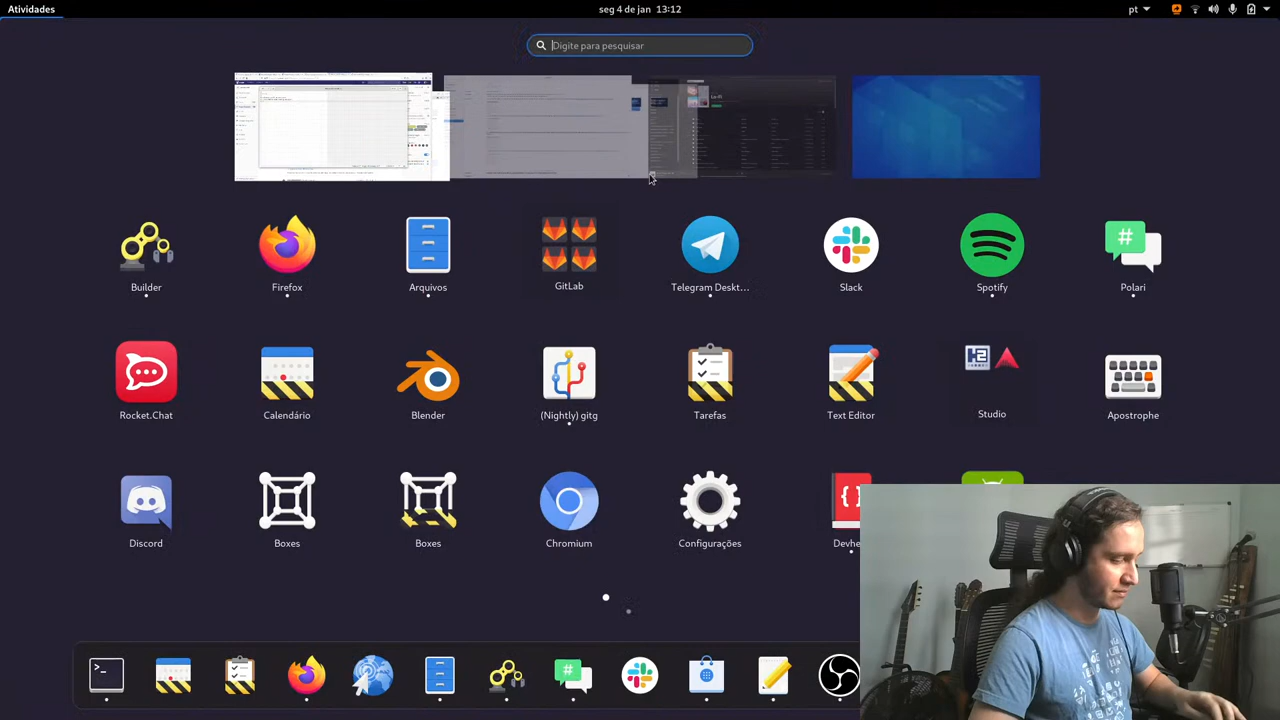 Atividades
seg 4 de jan 13:12
pt
Digite para pesquisar
Builder
Firefox
Arquivos
GitLab
Telegram Deskt...
Slack
Spotify
Polari
Rocket.Chat
Calendário
Blender
(Nightly) gitg
Tarefas
Text Editor
Studio
Apostrophe
Discord
Boxes
Boxes
Chromium
Configurações
Devhe